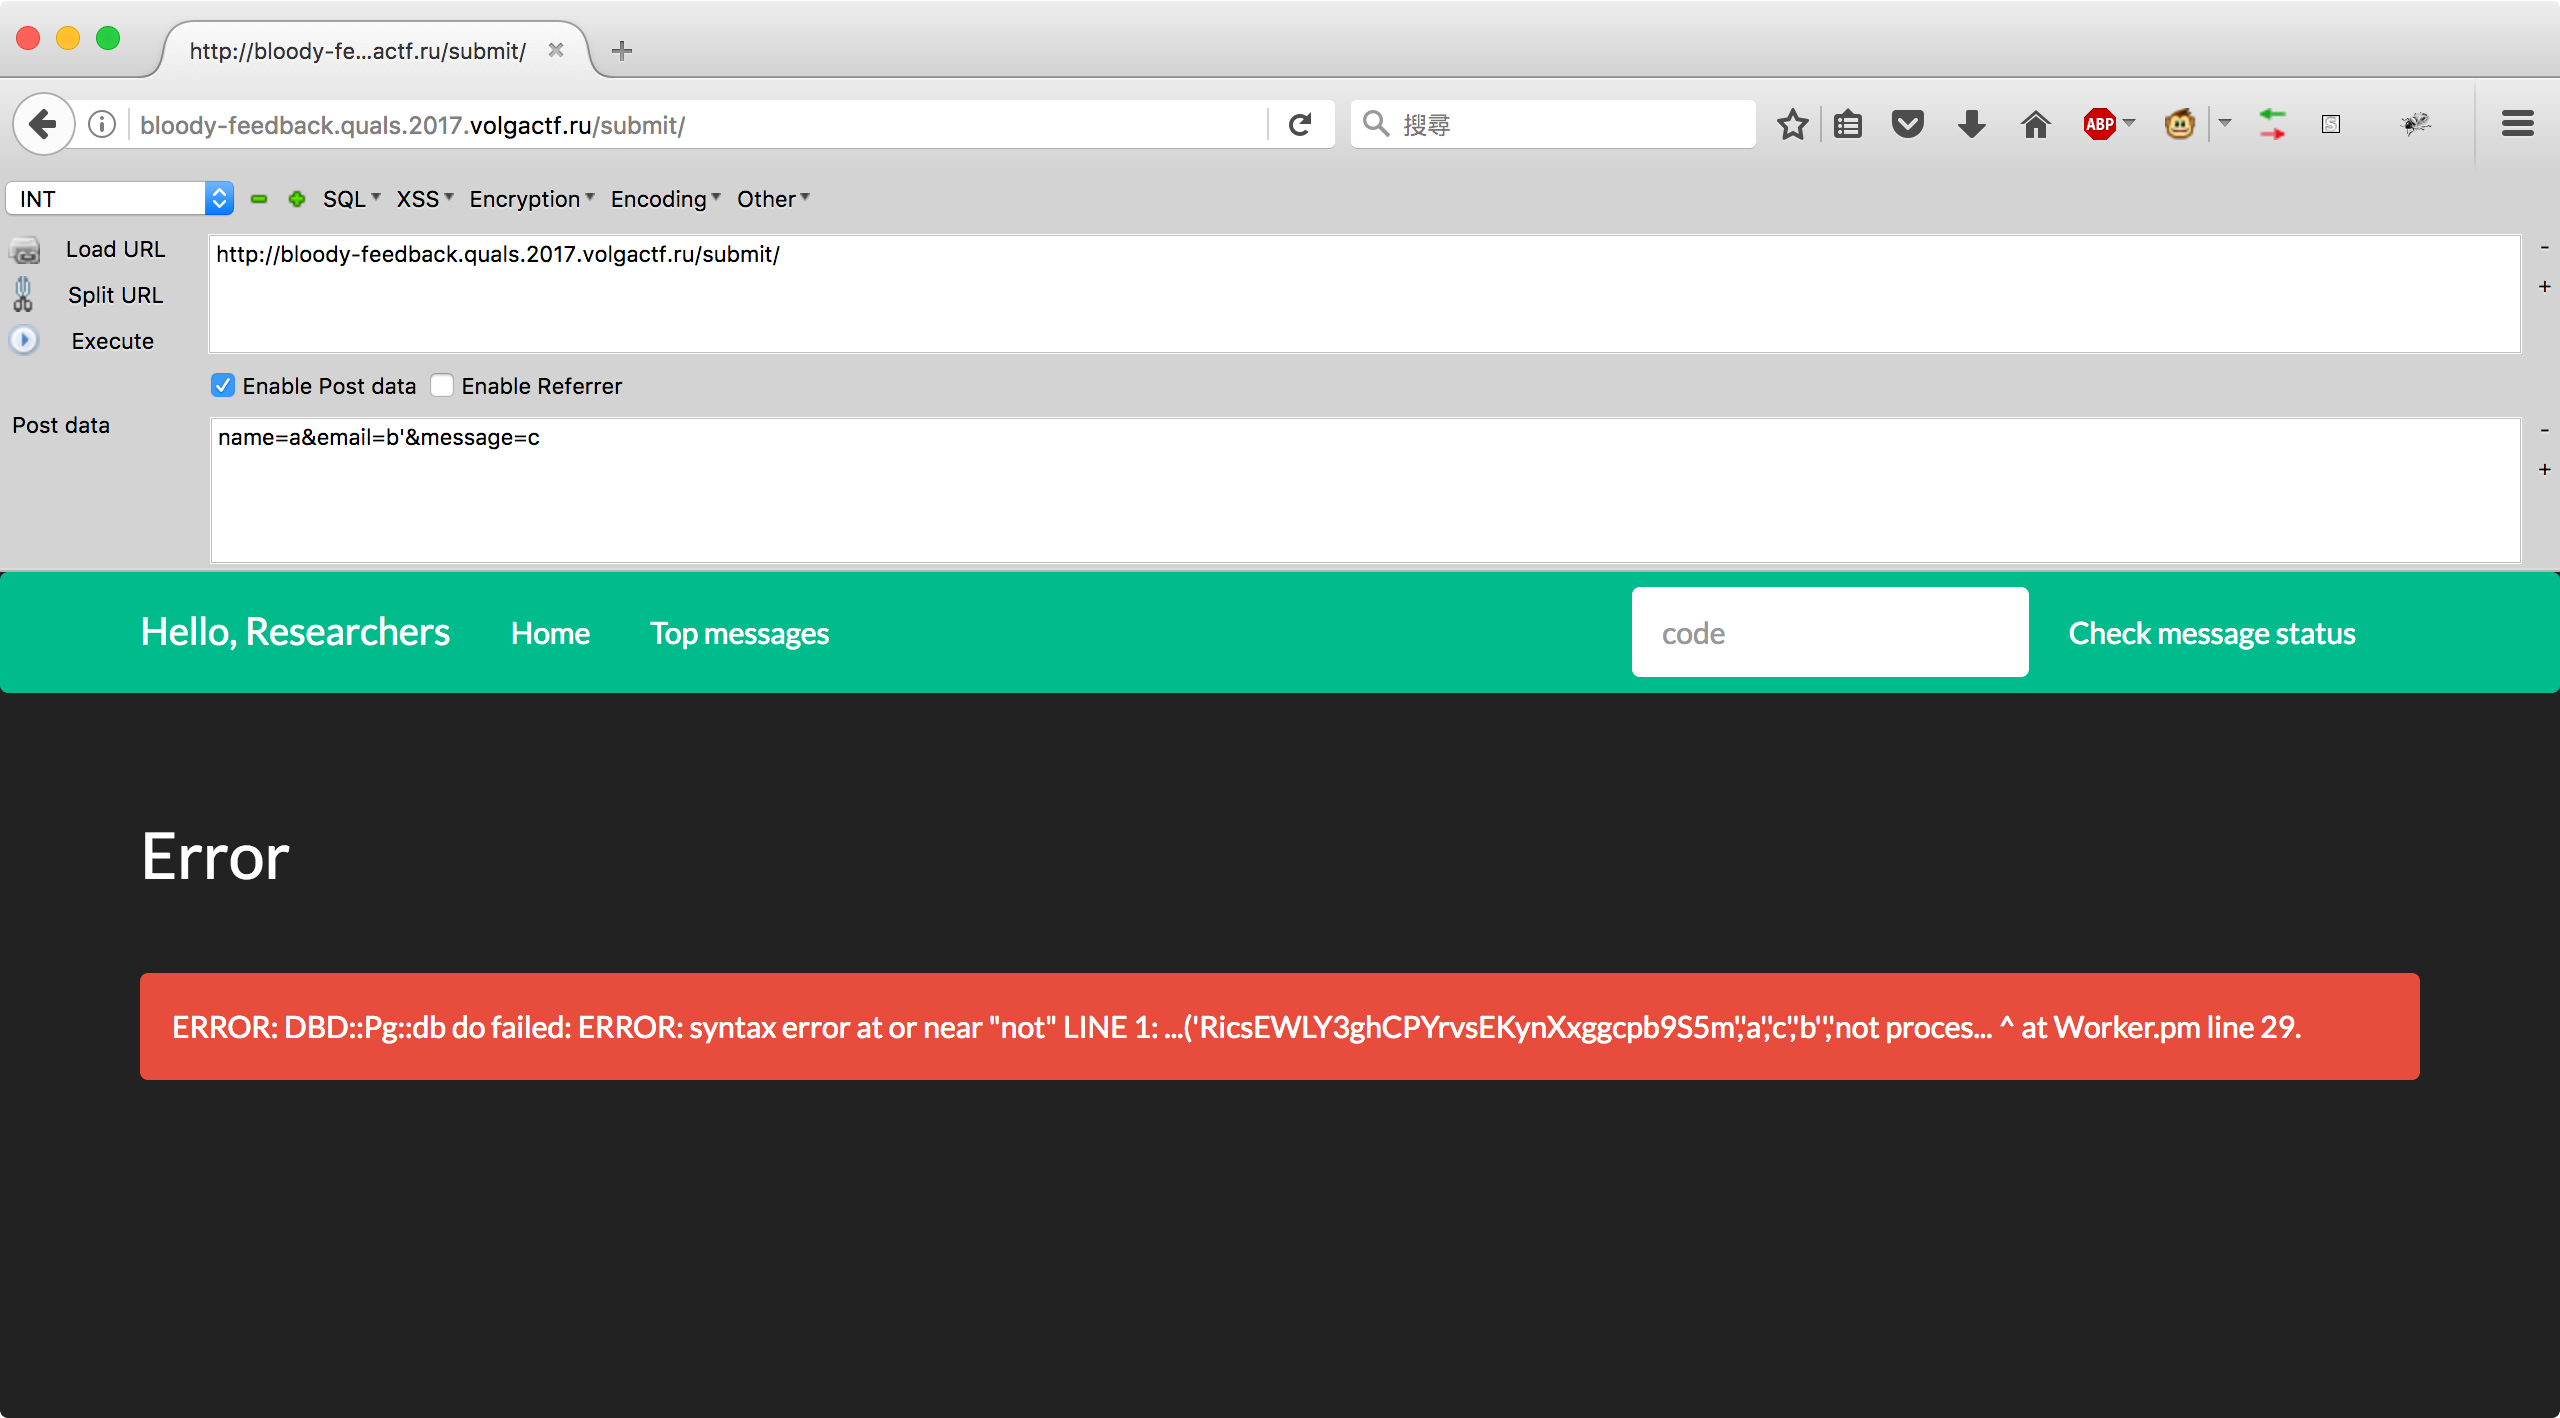 http://bloody-fe...actf.ru/submit/
bloody-feedback.quals.2017.volgactf.ru/submit/
搜尋
ABP
S
INT
SQL
XSS
Encryption
Encoding
Other
Load URL
http://bloody-feedback.quals.2017.volgactf.ru/submit/
Split URL
Execute
Enable Post data
Enable Referrer
Post data
name=a&email=b'&message=c
Hello, Researchers
Home
Top messages
code
Check message status
Error
ERROR: DBD::Pg::db do failed: ERROR: syntax error at or near "not" LINE 1: ...('RicsEWLY3ghCPYrvsEKynXxggcpb9S5m','a','c','b'','not proces... ^ at Worker.pm line 29.